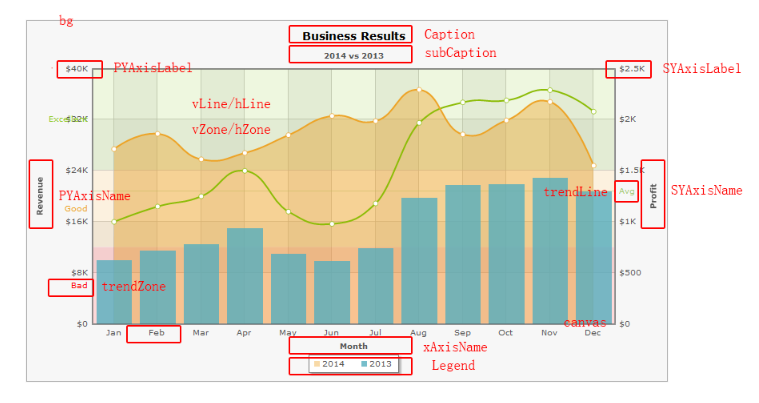 bg
Business Results Caption
2014 vs 2013 subCaption
$40K PYAxisLabel $2.5K SYAxisLabel
vLine/hLine
$32K $2K
vZone/hZone
$24K $1.5K
Revenue PYAxisName trendLine Avg Profit SYAxisName
Good
$16K $1K
$8K $500
Bad trendZone
$0 canvas $0
Jan Feb Mar Apr May Jun Jul Aug Sep Oct Nov Dec
Month xAxisName
2014 2013 Legend